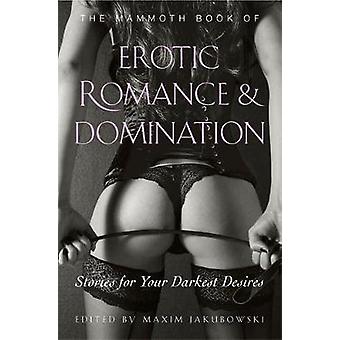 THE MAMMOTH BOOK OF
EROTIC
ROMANCE &
DOMINATION
Stories for Your Darkest Desires
EDITED BY MAXIM JAKUBOWSKI